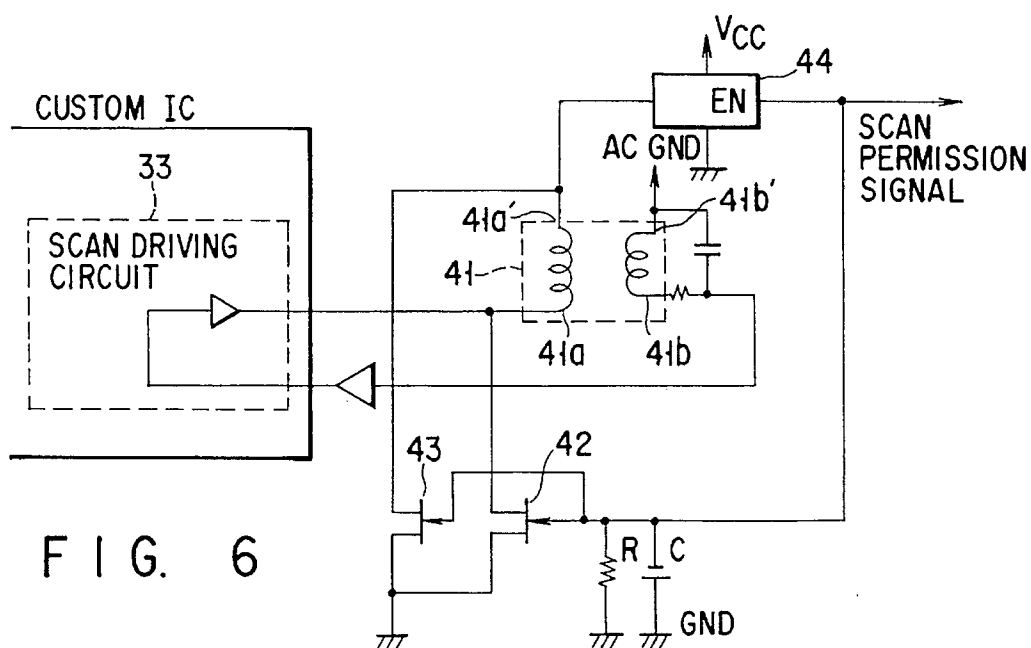 VCC
44
EN
CUSTOM IC
AC GND
SCAN
PERMISSION
SIGNAL
33
41a′
41b′
SCAN DRIVING
CIRCUIT
41
41a
41b
43
42
R
C
FIG. 6
GND